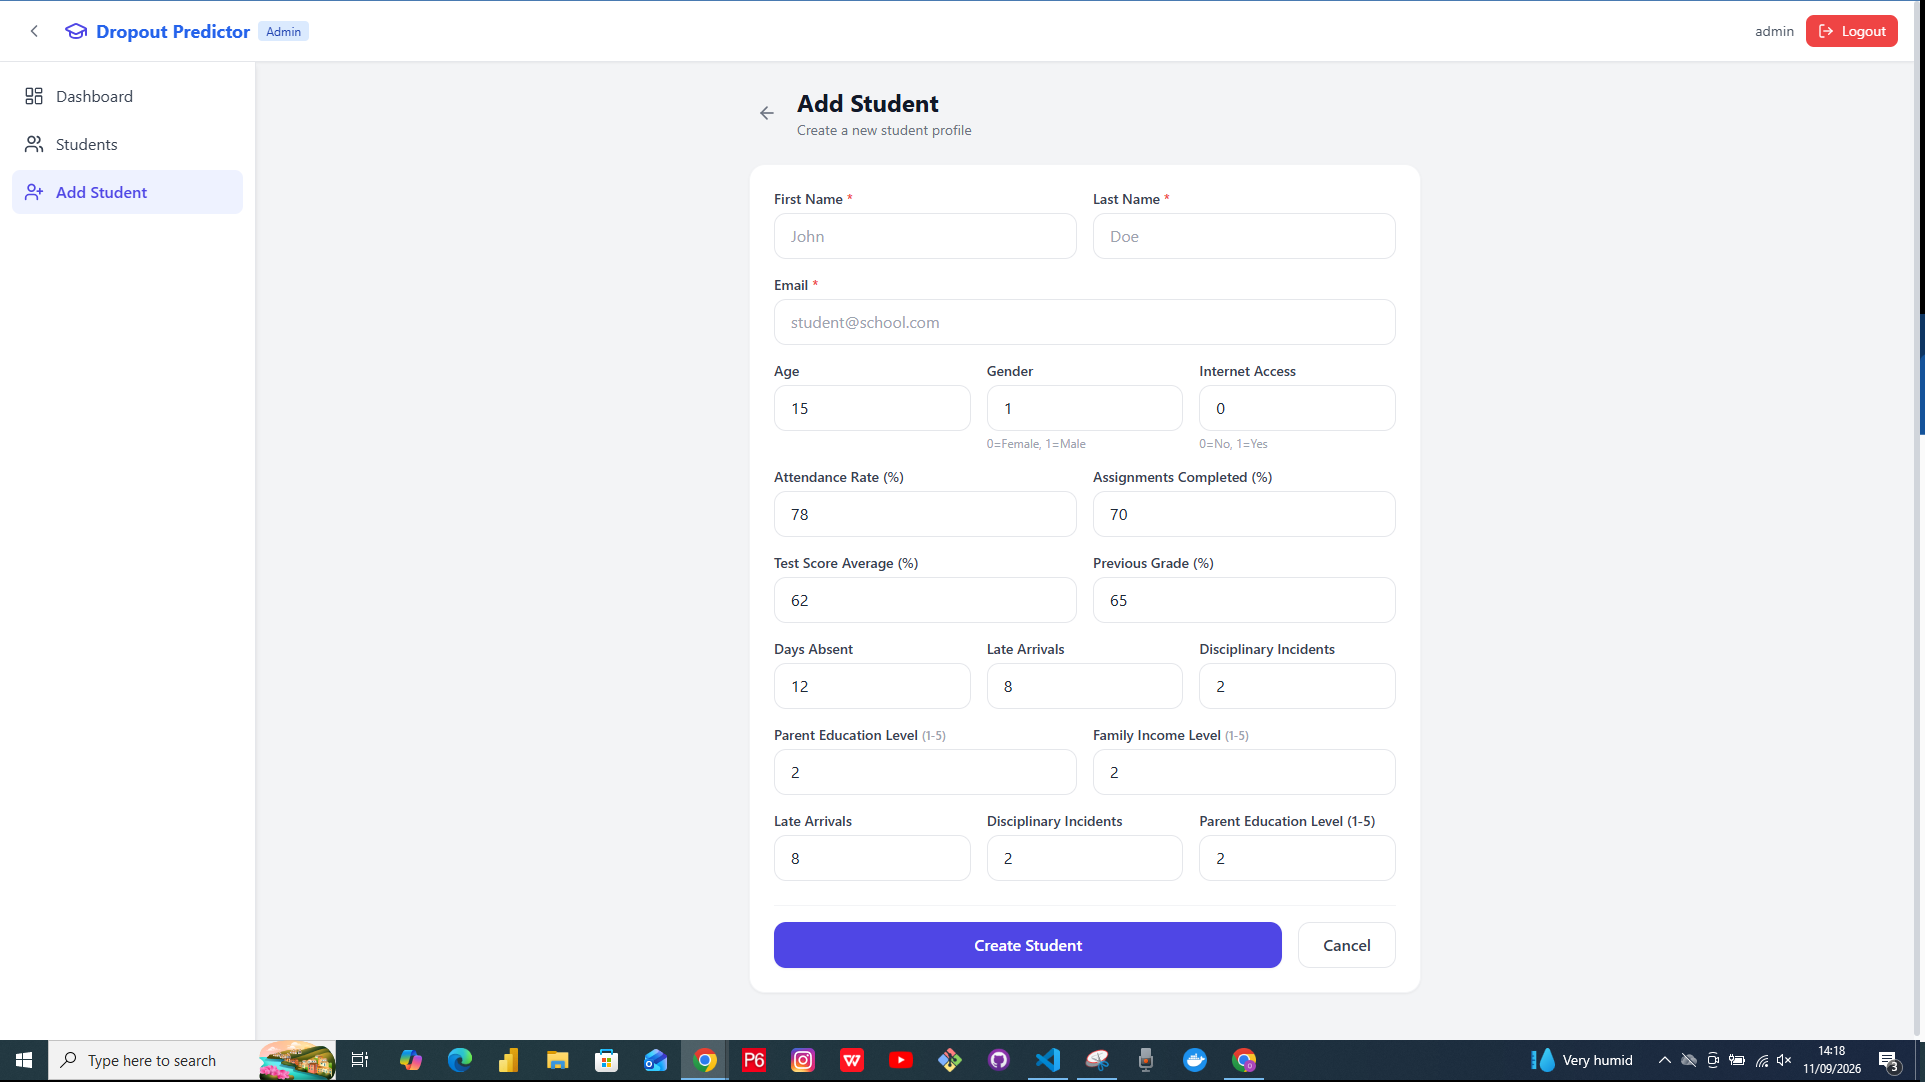 Dropout Predictor Admin
admin Logout
Dashboard
Students
Add Student
Add Student
Create a new student profile
First Name * Last Name *
John Doe
Email *
student@school.com
Age Gender Internet Access
15 1 0
0=Female, 1=Male 0=No, 1=Yes
Attendance Rate (%) Assignments Completed (%)
78 70
Test Score Average (%) Previous Grade (%)
62 65
Days Absent Late Arrivals Disciplinary Incidents
12 8 2
Parent Education Level (1-5) Family Income Level (1-5)
2 2
Late Arrivals Disciplinary Incidents Parent Education Level (1-5)
8 2 2
Create Student Cancel
Type here to search
P6
W
Very humid
14:18
11/09/2026
3